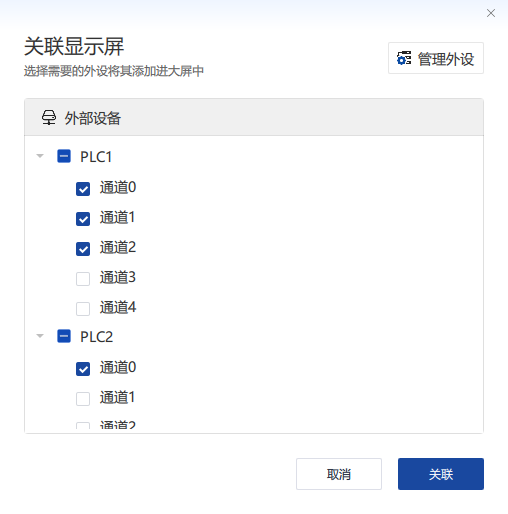 关联显示屏
选择需要的外设将其添加进大屏中
管理外设
外部设备
PLC1
通道0
通道1
通道2
通道3
通道4
PLC2
通道0
通道1
通道2
取消
关联